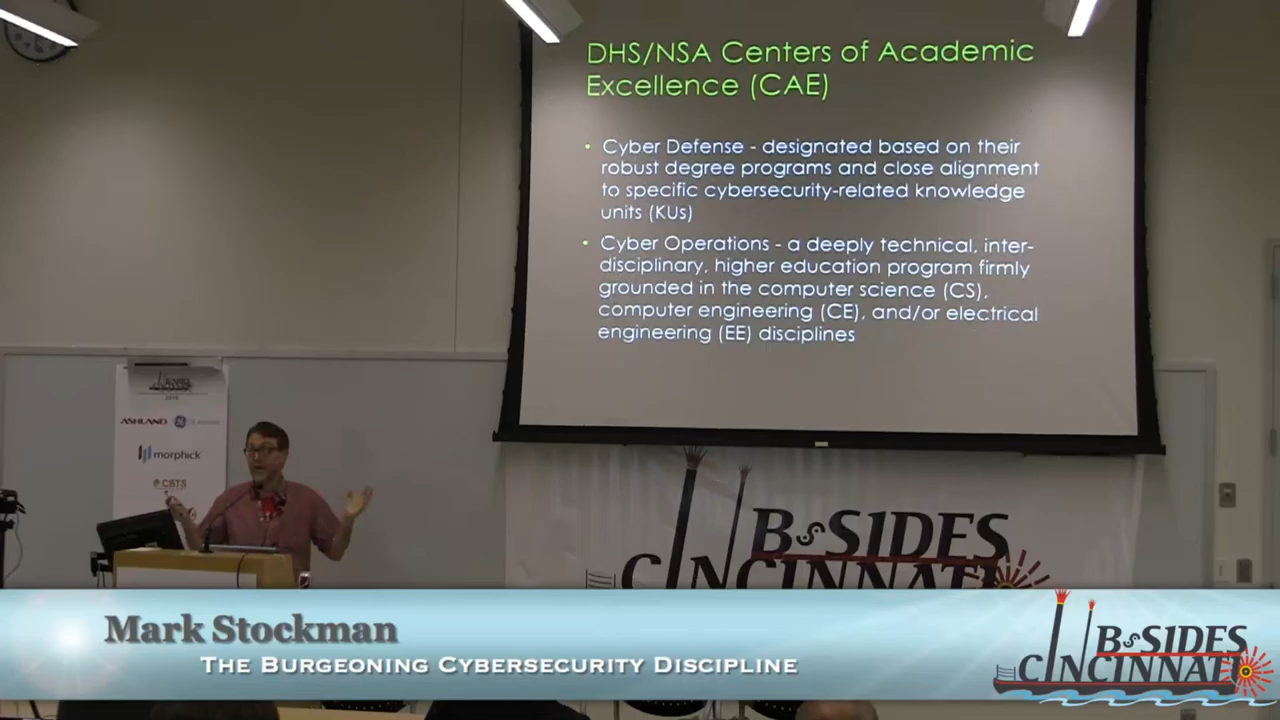 DHS/NSA Centers of Academic
Excellence (CAE)
• Cyber Defense - designated based on their
robust degree programs and close alignment
to specific cybersecurity-related knowledge
units (KUs)
• Cyber Operations - a deeply technical, inter-
disciplinary, higher education program firmly
grounded in the computer science (CS),
computer engineering (CE), and/or electrical
engineering (EE) disciplines
ASHLAND
morphick
CSTS
B SIDES
CINCINNATI
Mark Stockman
THE BURGEONING CYBERSECURITY DISCIPLINE
B SIDES
CINCINNATI